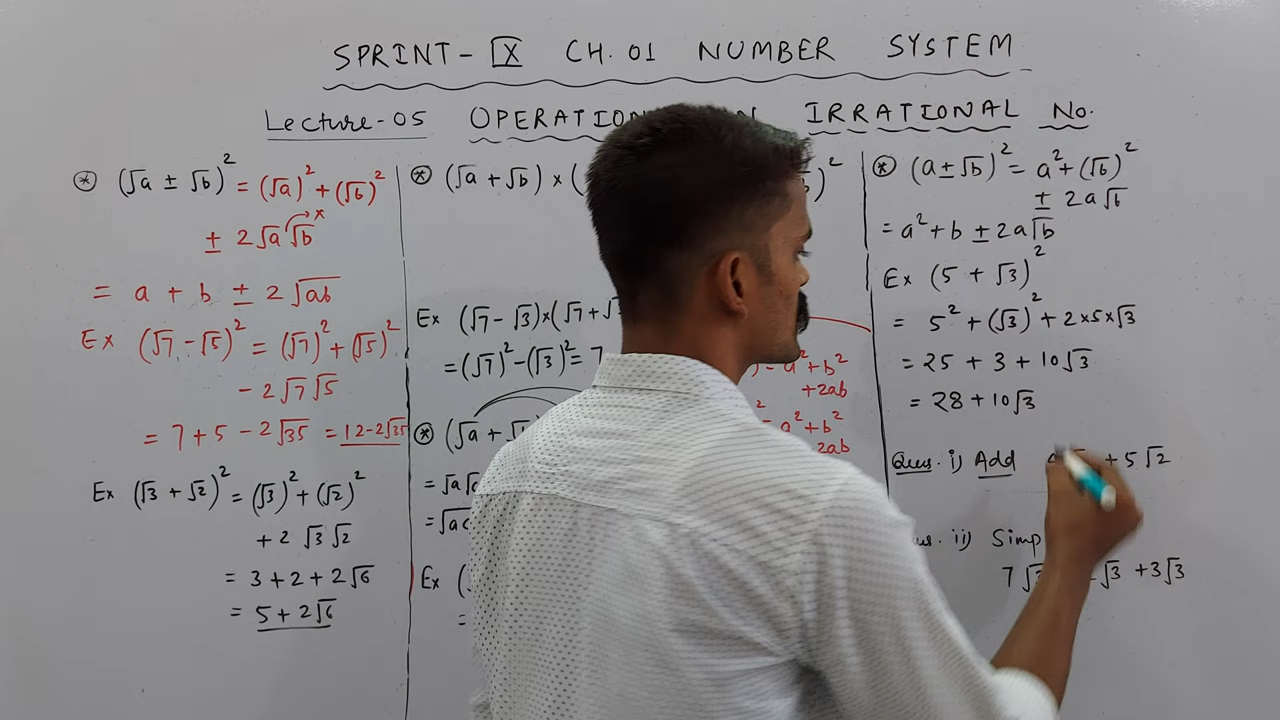 SPRINT-IX CH. 01 NUMBER SYSTEM
Lecture-05 IRRATIONAL No.
(√a ± √b)² = (√a)² + (√b)²
± 2√a√b
= a + b ± 2√ab
Ex (√7 - √5)² = (√7)² + (√5)²
- 2√7√5
= 7 + 5 - 2√35 = 12-2√35
Ex (√3 + √2)² = (√3)² + (√2)²
+ 2√3√2
= 3 + 2 + 2√6
= 5 + 2√6
(√a + √b) × (
Ex (√7 - √3) × (√7 + √3
= (√7)² - (√3)² = 7
= a² + b²
+2ab
= a² + b²
2ab
(√a + √b
= √a
Ex (
=
(a ± √b)² = a² + (√b)²
± 2a√b
= a² + b ± 2a√b
Ex (5 + √3)²
= 5² + (√3)² + 2×5×√3
= 25 + 3 + 10√3
= 28 + 10√3
Ques. i) Add + 5√2
ii)
7 √3 + 3√3